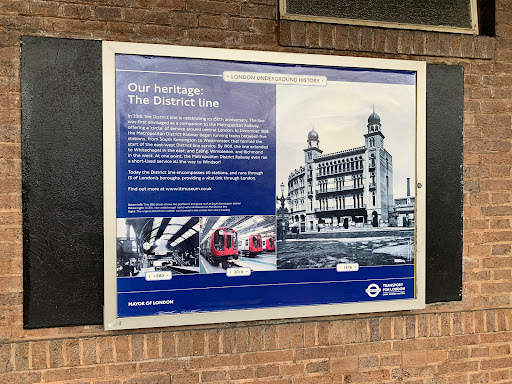 LONDON UNDERGROUND HISTORY
Our heritage:
The District line
In 2018, the District line is celebrating its 150th anniversary. The line
was first envisaged as a companion to the Metropolitan Railway,
offering a 'circle' of service around central London. In December 1868,
the Metropolitan District Railway began running trains between five
stations, from South Kensington to Westminster, that formed the
start of the east-west District line service. By 1908, the line extended
to Whitechapel in the east, and Ealing, Wimbledon, and Richmond
in the west. At one point, the Metropolitan District Railway even ran
a short-lived service all the way to Windsor!
Today the District line encompasses 60 stations, and runs through
13 of London's boroughs, providing a vital link through London.
Find out more at www.ltmuseum.co.uk
1880
2018
1876
MAYOR OF LONDON
TRANSPORT
FOR LONDON